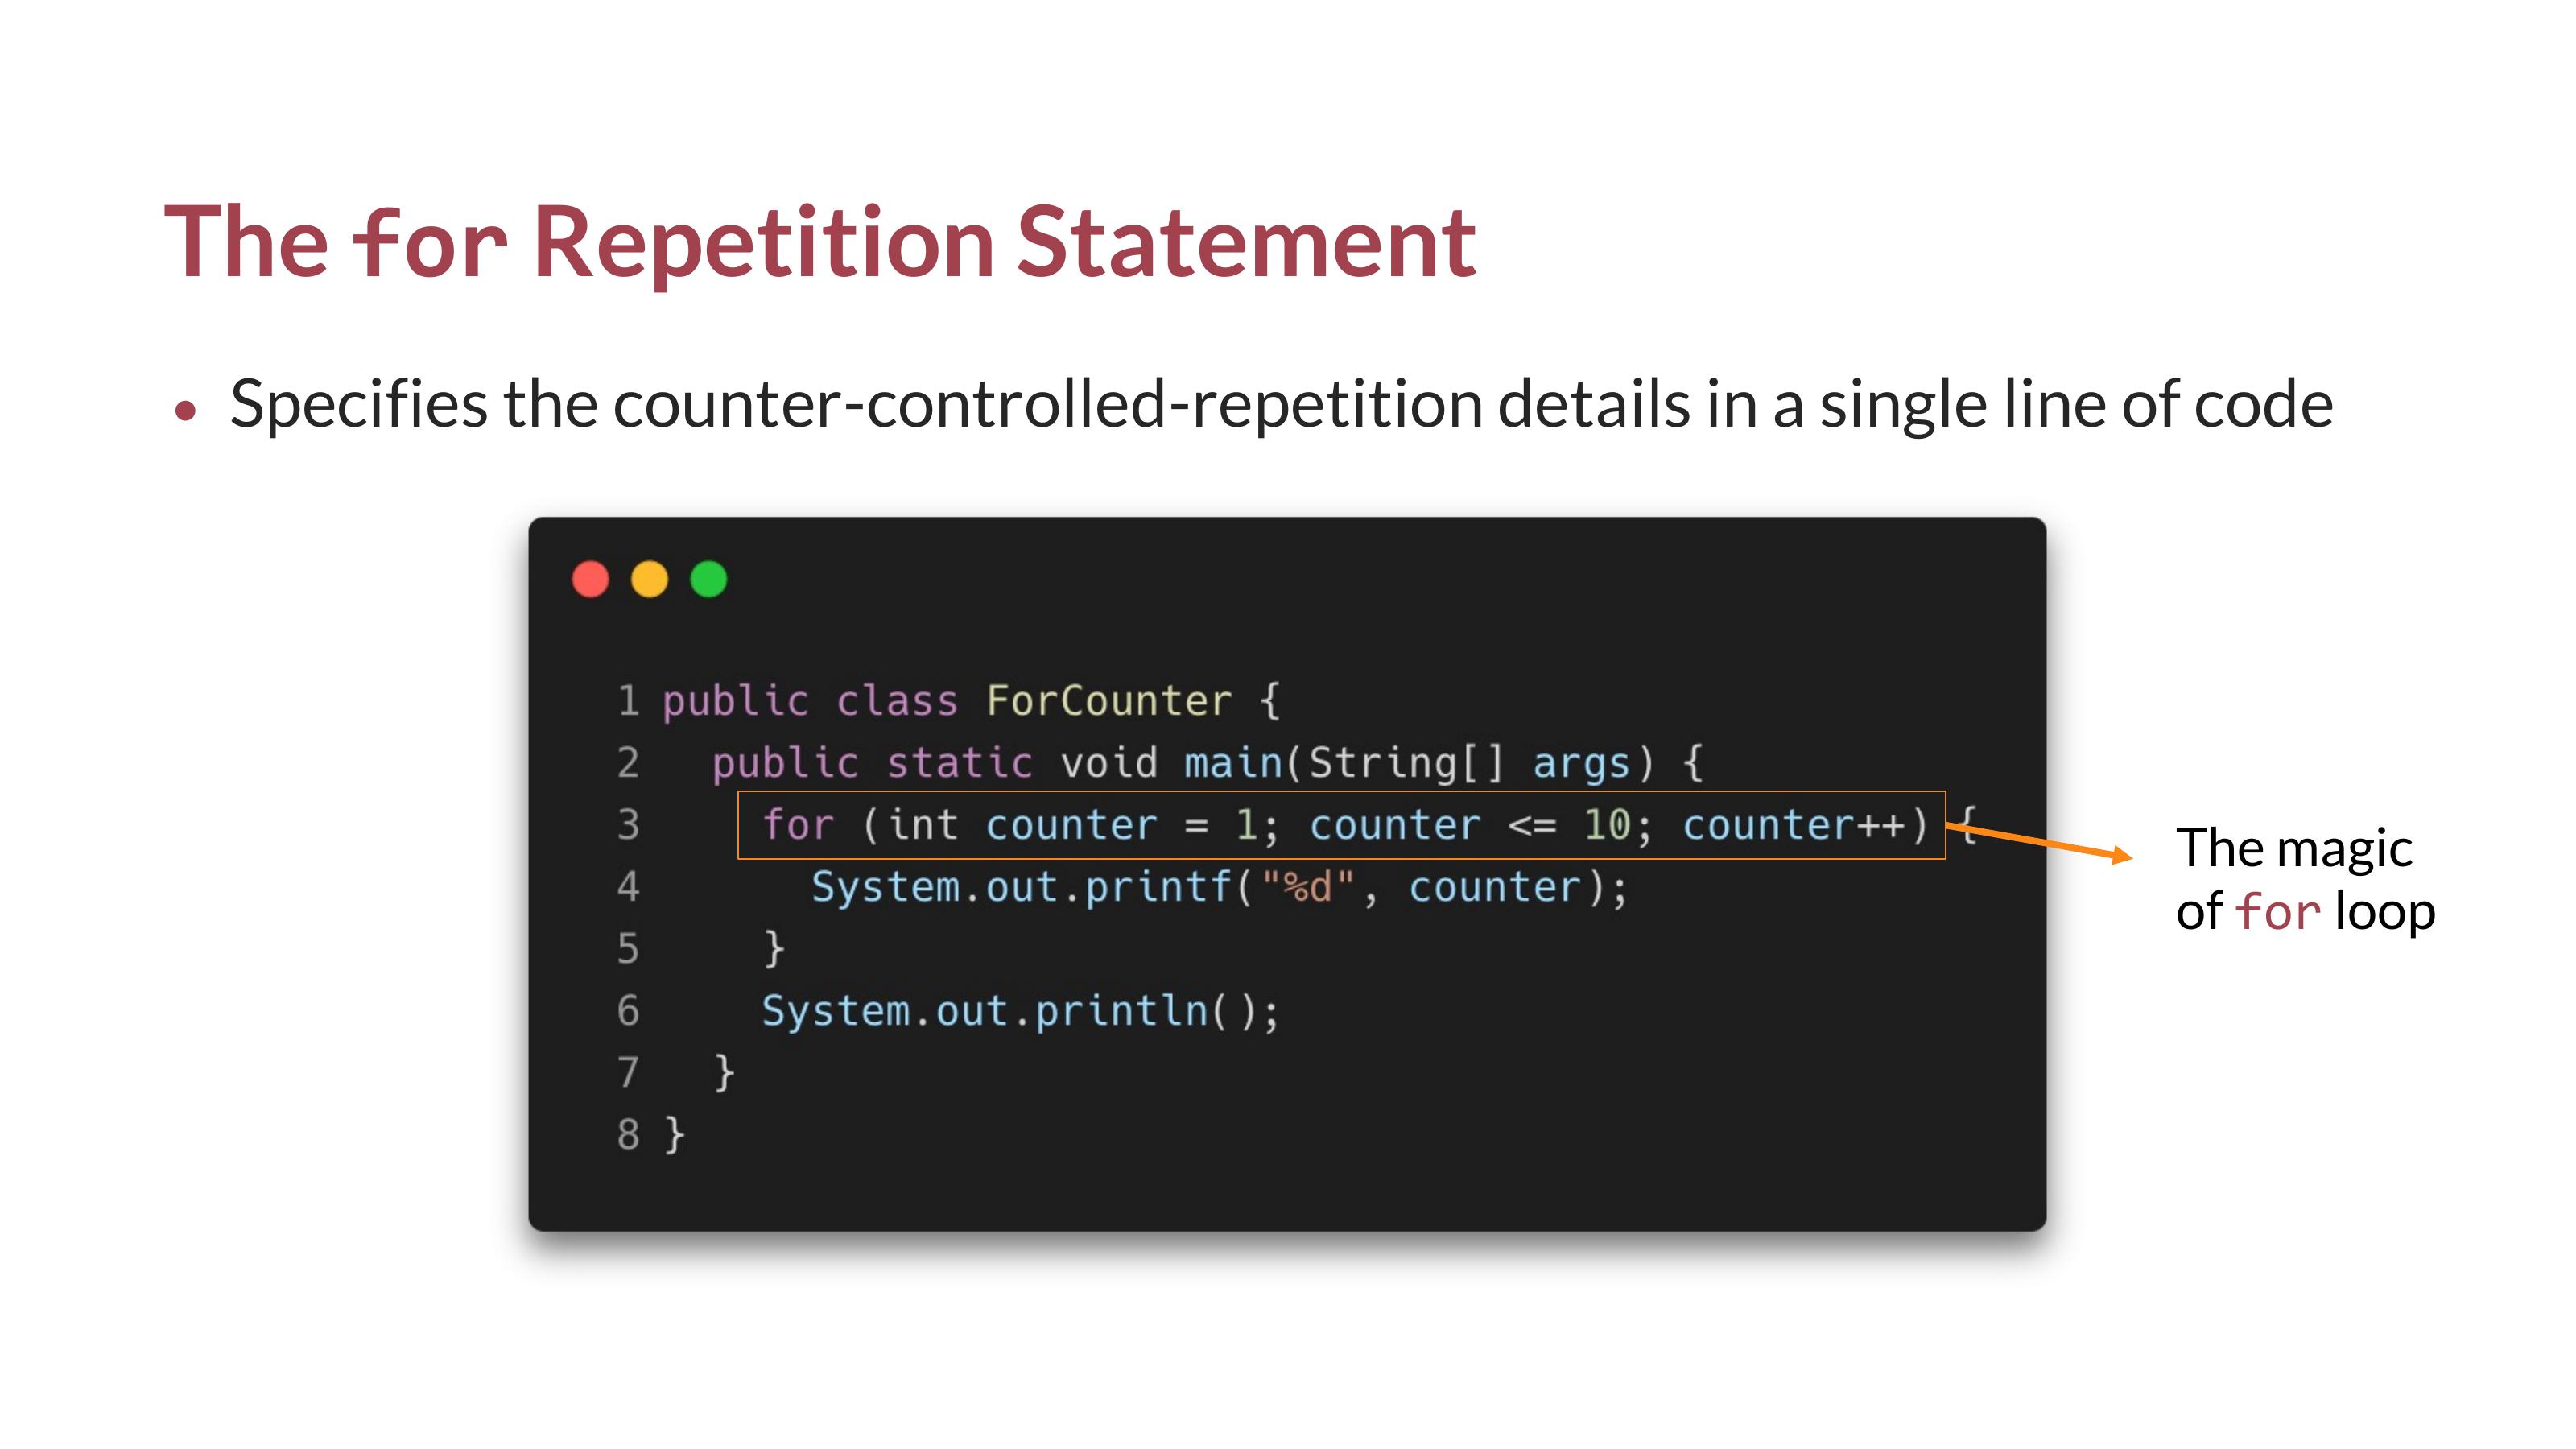 The for Repetition Statement
• Specifies the counter-controlled-repetition details in a single line of code
1 public class ForCounter {
2   public static void main(String[] args) {
3     for (int counter = 1; counter <= 10; counter++) {
4       System.out.printf("%d", counter);
5     }
6     System.out.println();
7   }
8 }
The magic
of for loop